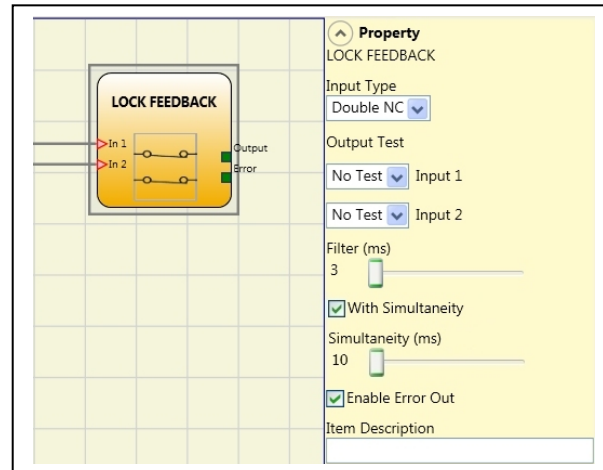 LOCK FEEDBACK
In 1
In 2
Output
Error
Property
LOCK FEEDBACK
Input Type
Double NC
Output Test
No Test Input 1
No Test Input 2
Filter (ms)
3
With Simultaneity
Simultaneity (ms)
10
Enable Error Out
Item Description